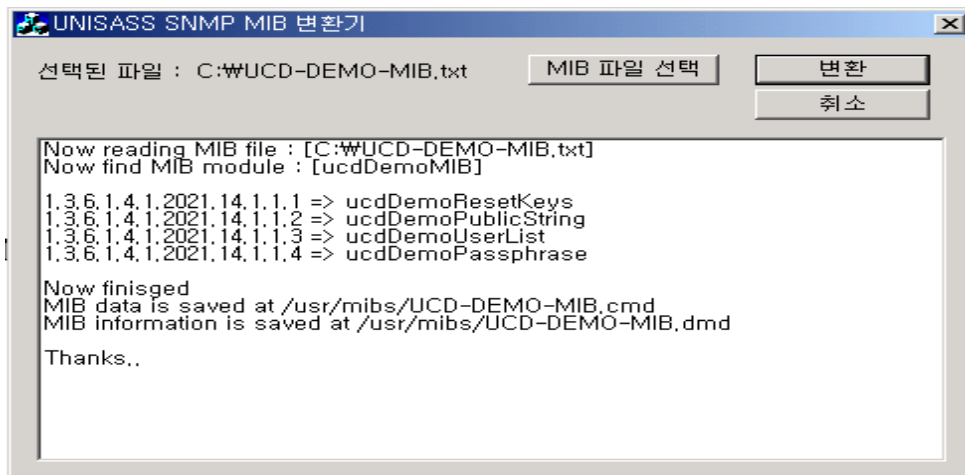 UNISASS SNMP MIB 변환기
선택된 파일 : C:₩UCD-DEMO-MIB.txt
MIB 파일 선택
변환
취소
Now reading MIB file : [C:₩UCD-DEMO-MIB.txt]
Now find MIB module : [ucdDemoMIB]
1.3.6.1.4.1.2021.14.1.1.1 => ucdDemoResetKeys
1.3.6.1.4.1.2021.14.1.1.2 => ucdDemoPublicString
1.3.6.1.4.1.2021.14.1.1.3 => ucdDemoUserList
1.3.6.1.4.1.2021.14.1.1.4 => ucdDemoPassphrase
Now finisged
MIB data is saved at /usr/mibs/UCD-DEMO-MIB.cmd
MIB information is saved at /usr/mibs/UCD-DEMO-MIB.dmd
Thanks..